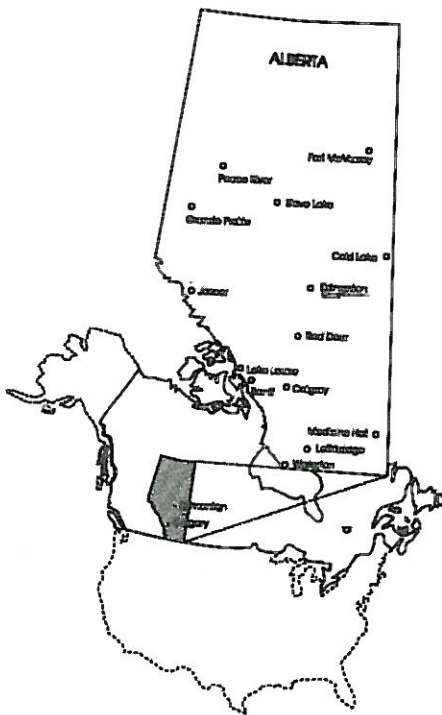 ALBERTA
Fort McMurray
Peace River
Slave Lake
Grande Prairie
Cold Lake
Jasper
Edmonton
Red Deer
Lake Louise
Banff
Calgary
Medicine Hat
Lethbridge
Waterton